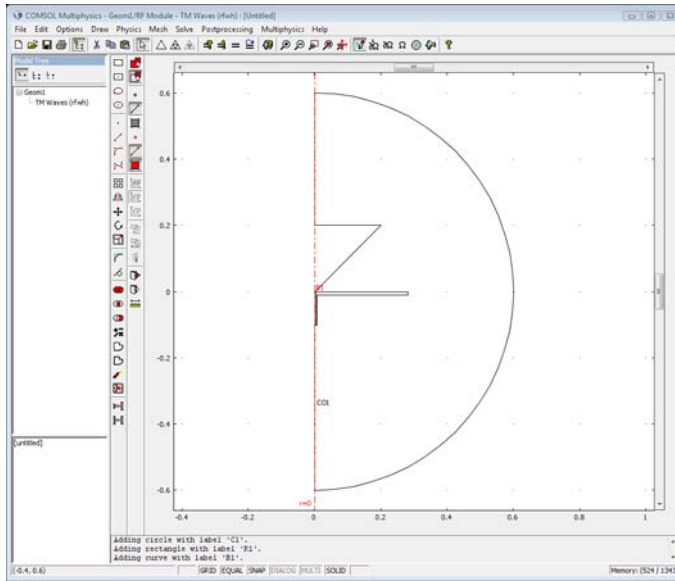 COMSOL Multiphysics - Geom1/RF Module - TM Waves (rfwh) : [Untitled]
File Edit Options Draw Physics Mesh Solve Postprocessing Multiphysics Help
Model Tree
Geom1
TM Waves (rfwh)
0.6
0.4
0.2
0
-0.2
CO1
-0.4
[untitled]
-0.6
r=0
-0.4 -0.2 0 0.2 0.4 0.6 0.8 1
Adding circle with label 'C1'.
Adding rectangle with label 'R1'.
Adding curve with label 'B1'.
(-0.4, 0.6) GRID EQUAL SNAP DIALOG MULTI SOLID Memory: (524 /